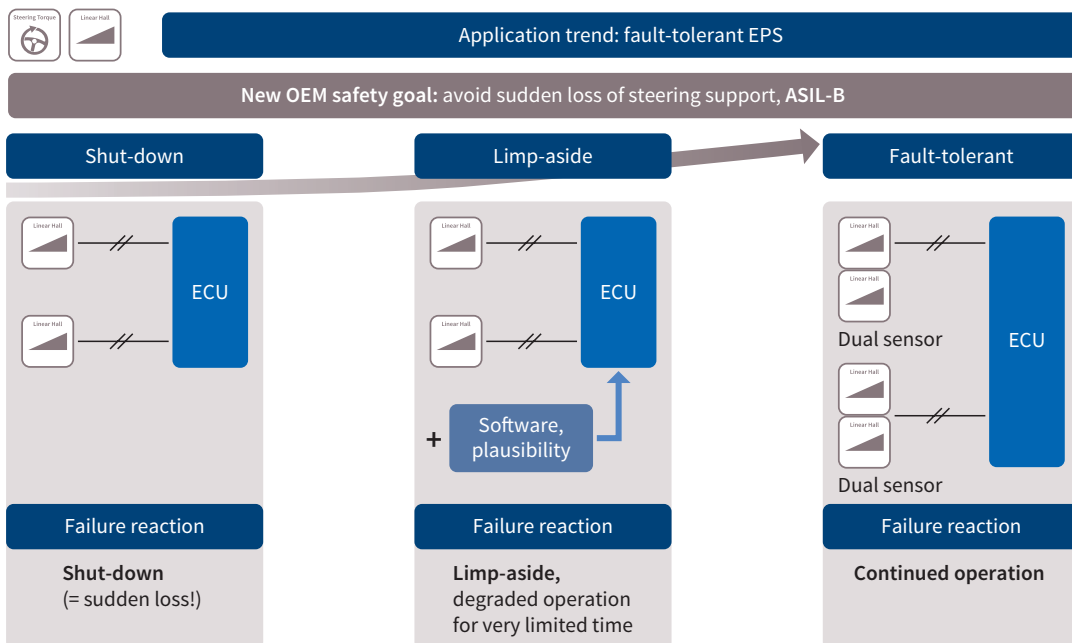 Steering Torque
Linear Hall
Application trend: fault-tolerant EPS
New OEM safety goal: avoid sudden loss of steering support, ASIL-B
Shut-down
Limp-aside
Fault-tolerant
Linear Hall
Linear Hall
ECU
Linear Hall
Linear Hall
ECU
+
Software,
plausibility
Linear Hall
Linear Hall
Dual sensor
Linear Hall
Linear Hall
Dual sensor
ECU
Failure reaction
Shut-down
(= sudden loss!)
Failure reaction
Limp-aside,
degraded operation
for very limited time
Failure reaction
Continued operation